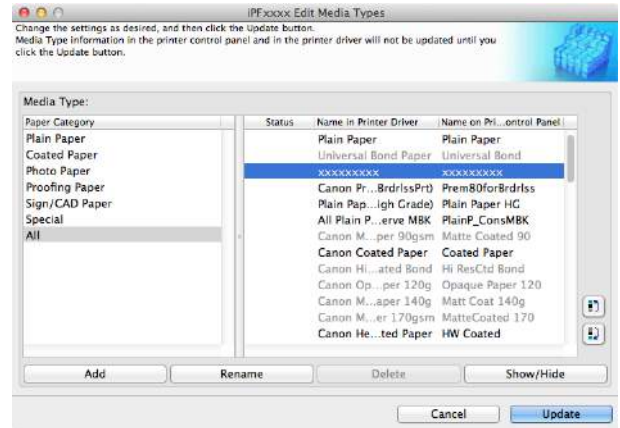 iPFxxxx Edit Media Types
Change the settings as desired, and then click the Update button.
Media Type information in the printer control panel and in the printer driver will not be updated until you
click the Update button.
Media Type:
Paper Category
Plain Paper
Coated Paper
Photo Paper
Proofing Paper
Sign/CAD Paper
Special
All
Status Name in Printer Driver Name on Pri...ontrol Panel
Plain Paper Plain Paper
Universal Bond Paper Universal Bond
xxxxxxxxx xxxxxxxxx
Canon Pr...BrdrlssPrt) Prem80forBrdrlss
Plain Pap...igh Grade) Plain Paper HG
All Plain P...erve MBK PlainP_ConsMBK
Canon M...per 90gsm Matte Coated 90
Canon Coated Paper Coated Paper
Canon Hi...ated Bond Hi ResCtd Bond
Canon Op...per 120g Opaque Paper 120
Canon M...aper 140g Matt Coat 140g
Canon M...er 170gsm MatteCoated 170
Canon He...ted Paper HW Coated
Add Rename Delete Show/Hide
Cancel Update